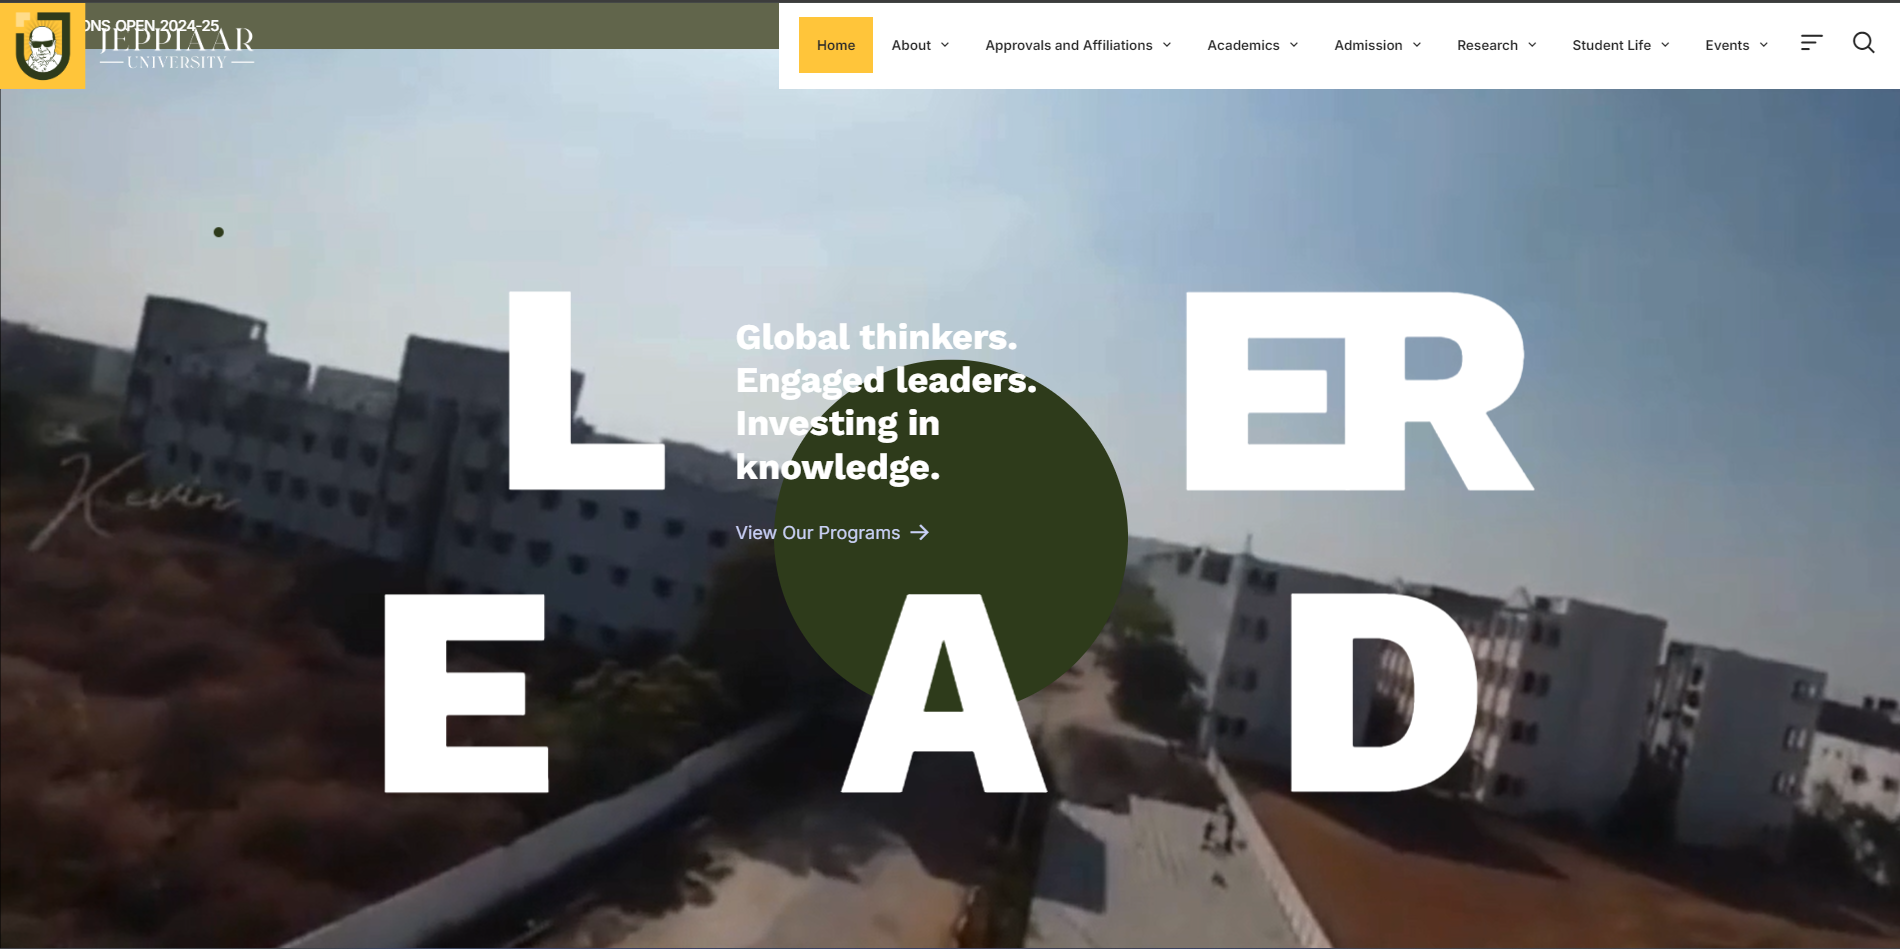 ONS OPEN 2024-25
JEPPIAAR
UNIVERSITY
Home About Approvals and Affiliations Academics Admission Research Student Life Events
L ER
Global thinkers.
Engaged leaders.
Investing in
knowledge.
View Our Programs
Kevin
E A D